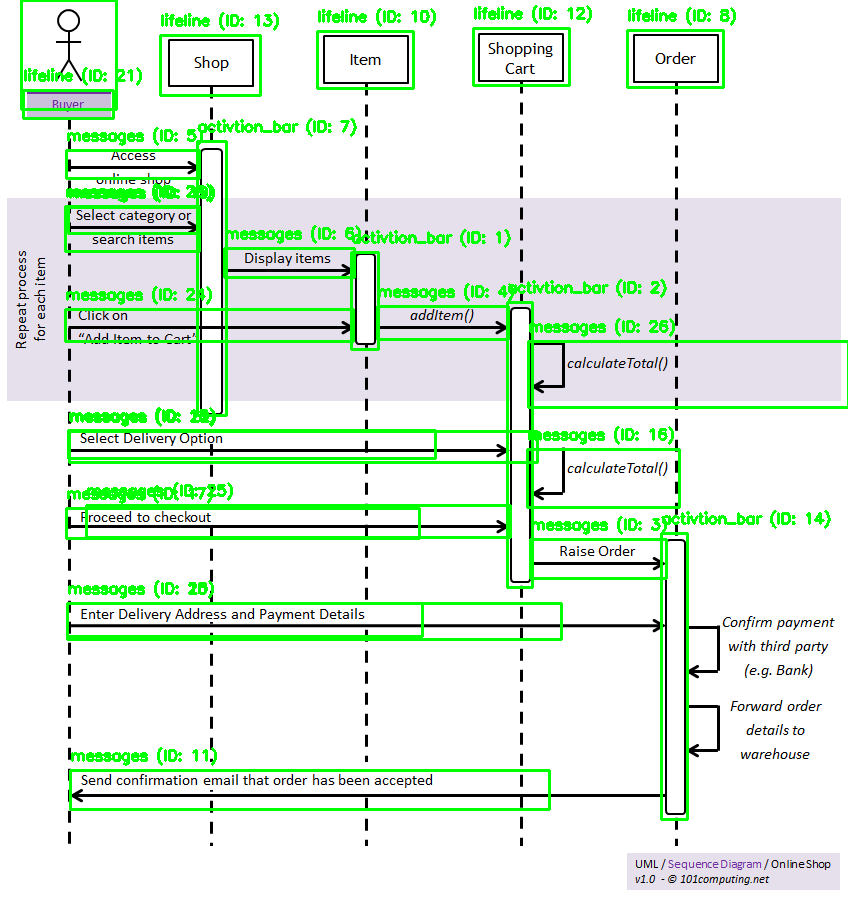 lifeline (ID: 13)
lifeline (ID: 10)
lifeline (ID: 12)
lifeline (ID: 8)
Shop
Item
Shopping
Cart
Order
lifeline (ID: 21)
Buyer
activtion_bar (ID: 7)
messages (ID: 5)
Access
online shop
messages (ID:
Select category or
search items
messages (ID: 6)
activtion_bar (ID: 1)
Display items
Repeat process
for each item
messages (ID: 24)
messages (ID: 4)
activtion_bar (ID: 2)
Click on
“Add Item to Cart”
addItem()
messages (ID: 26)
calculateTotal()
messages (ID:
Select Delivery Option
messages (ID: 16)
calculateTotal()
messages (ID: 17)
messages (ID: 25)
Proceed to checkout
messages (ID: 3)
activtion_bar (ID: 14)
Raise Order
messages (ID:
Enter Delivery Address and Payment Details
Confirm payment
with third party
(e.g. Bank)
Forward order
details to
warehouse
messages (ID: 11)
Send confirmation email that order has been accepted
UML / Sequence Diagram / Online Shop
v1.0 - © 101computing.net